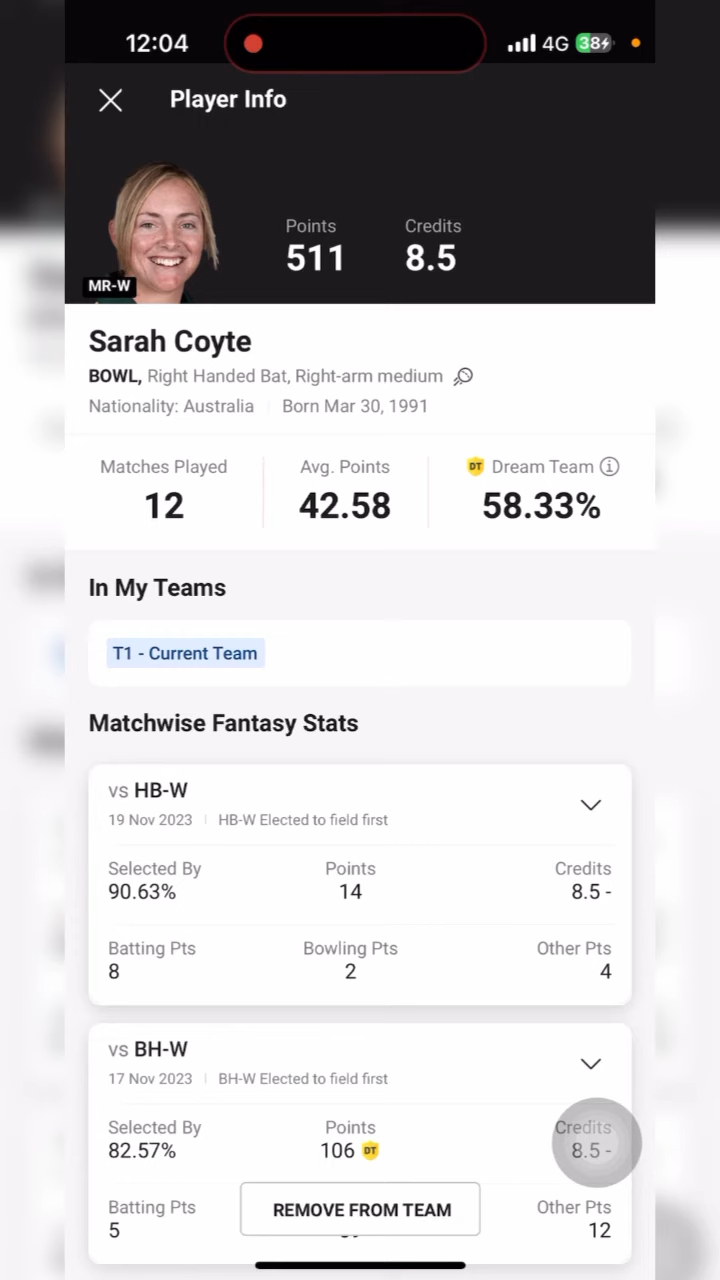 12:04
4G 38
Player Info
Points Credits
511 8.5
MR-W
Sarah Coyte
BOWL, Right Handed Bat, Right-arm medium
Nationality: Australia Born Mar 30, 1991
Matches Played Avg. Points DT Dream Team
12 42.58 58.33%
In My Teams
T1 - Current Team
Matchwise Fantasy Stats
vs HB-W
19 Nov 2023 HB-W Elected to field first
Selected By Points Credits
90.63% 14 8.5 -
Batting Pts Bowling Pts Other Pts
8 2 4
vs BH-W
17 Nov 2023 BH-W Elected to field first
Selected By Points Credits
82.57% 106 DT 8.5 -
Batting Pts Other Pts
REMOVE FROM TEAM
5 12